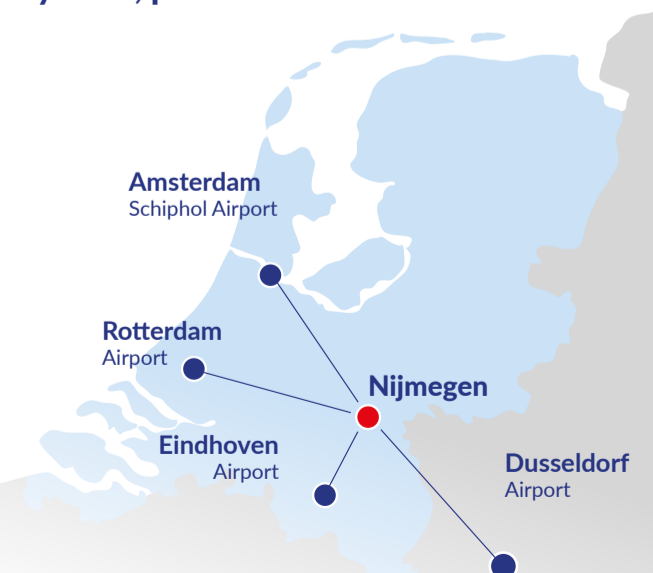 Amsterdam
Schiphol Airport
Rotterdam
Airport
Nijmegen
Eindhoven
Airport
Dusseldorf
Airport